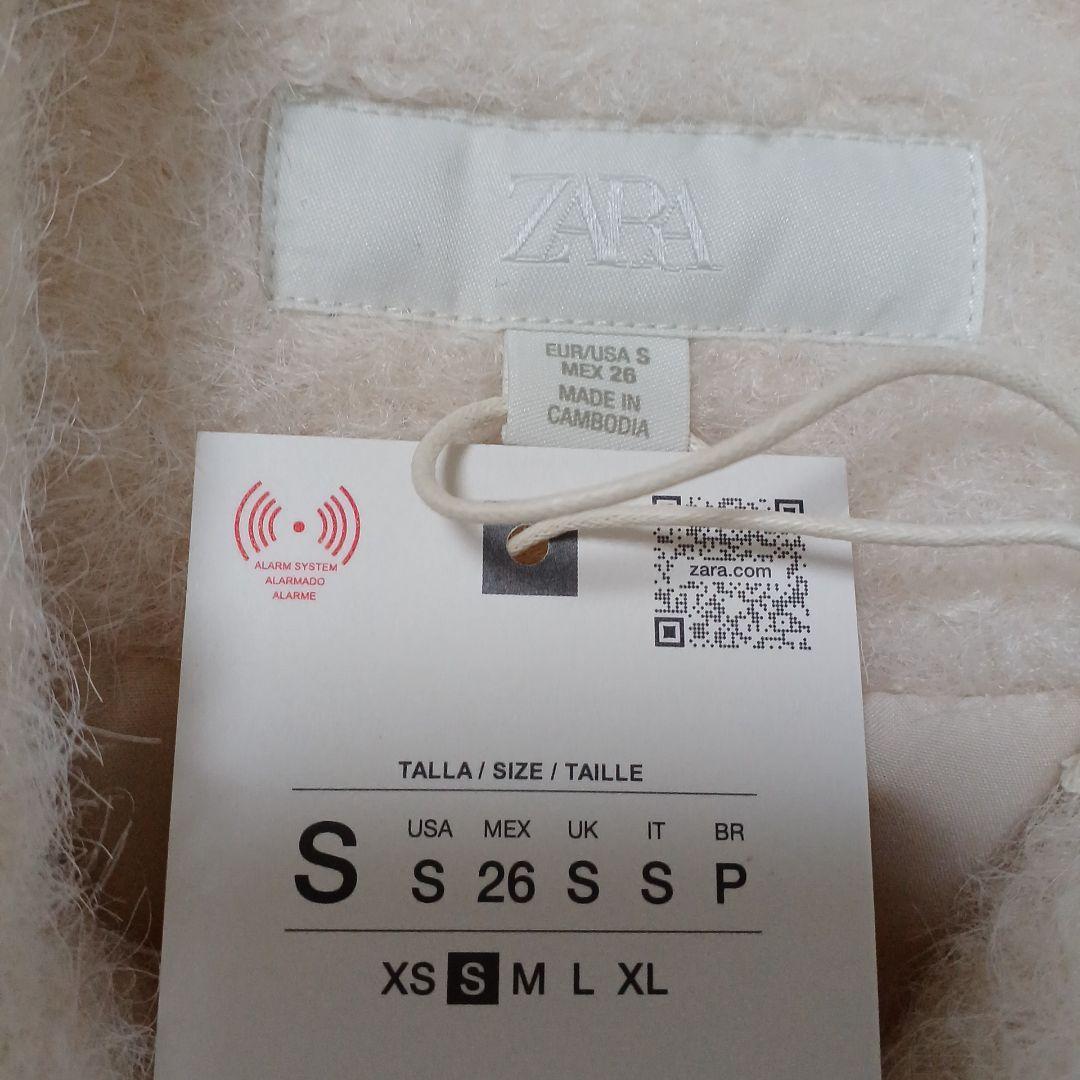 ZARA
EUR/USA S
MEX 26
MADE IN
CAMBODIA
ALARM SYSTEM
ALARMADO
ALARME
zara.com
TALLA / SIZE / TAILLE
USA MEX UK IT BR
S S 26 S S P
XS S M L XL